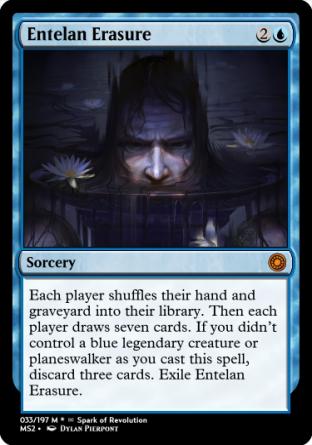 Entelan Erasure 2
Sorcery
Each player shuffles their hand and
graveyard into their library. Then each
player draws seven cards. If you didn't
control a blue legendary creature or
planeswalker as you cast this spell,
discard three cards. Exile Entelan
Erasure.
033/197 M * ∞ Spark of Revolution
MS2 • DYLAN PIERPONT